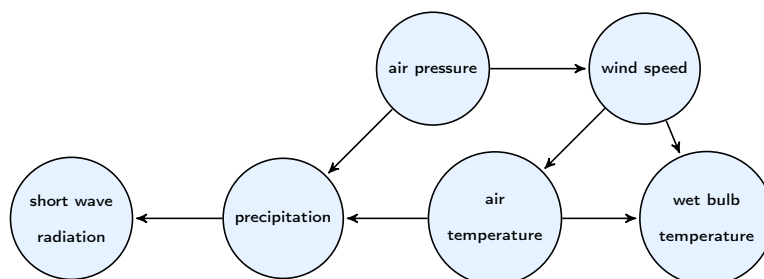 air pressure
wind speed
short wave
radiation
precipitation
air
temperature
wet bulb
temperature